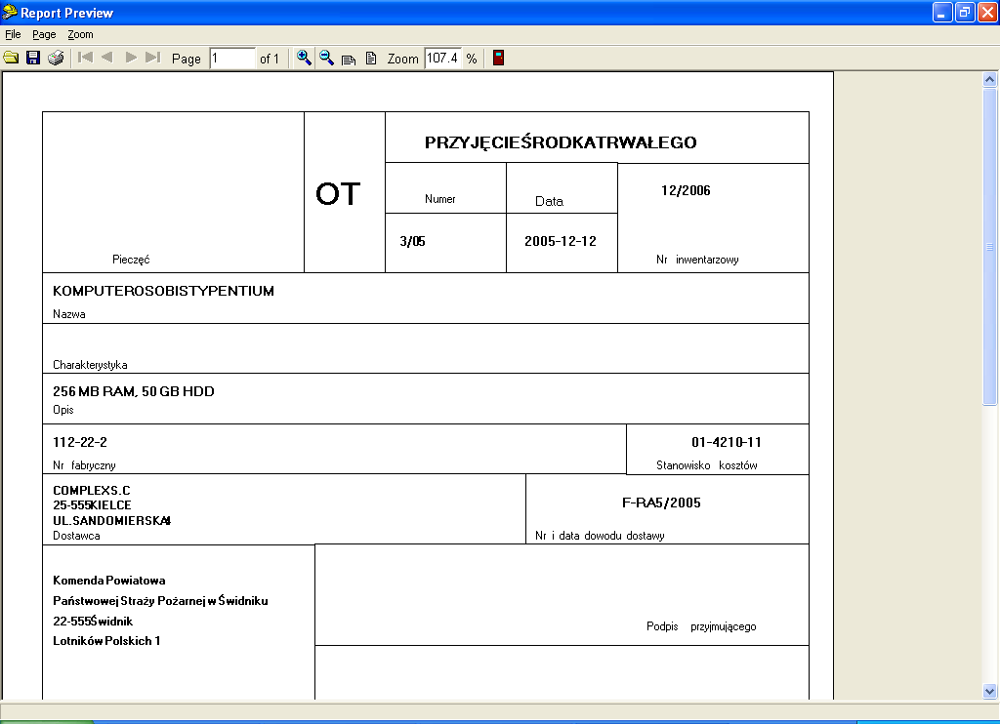 Report Preview
File Page Zoom
Page 1 of 1 Zoom 107.4 %
PRZYJĘCIEŚRODKATRWAŁEGO
OT
12/2006
Numer
Data
3/05
2005-12-12
Pieczęć
Nr inwentarzowy
KOMPUTEROSOBISTYPENTIUM
Nazwa
Charakterystyka
256 MB RAM, 50 GB HDD
Opis
112-22-2
01-4210-11
Nr fabryczny
Stanowisko kosztów
COMPLEXS.C
25-555KIELCE
UL.SANDOMIERSKA4
F-RA5/2005
Dostawca
Nr i data dowodu dostawy
Komenda Powiatowa
Państwowej Straży Pożarnej w Świdniku
22-555Świdnik
Lotników Polskich 1
Podpis przyjmującego